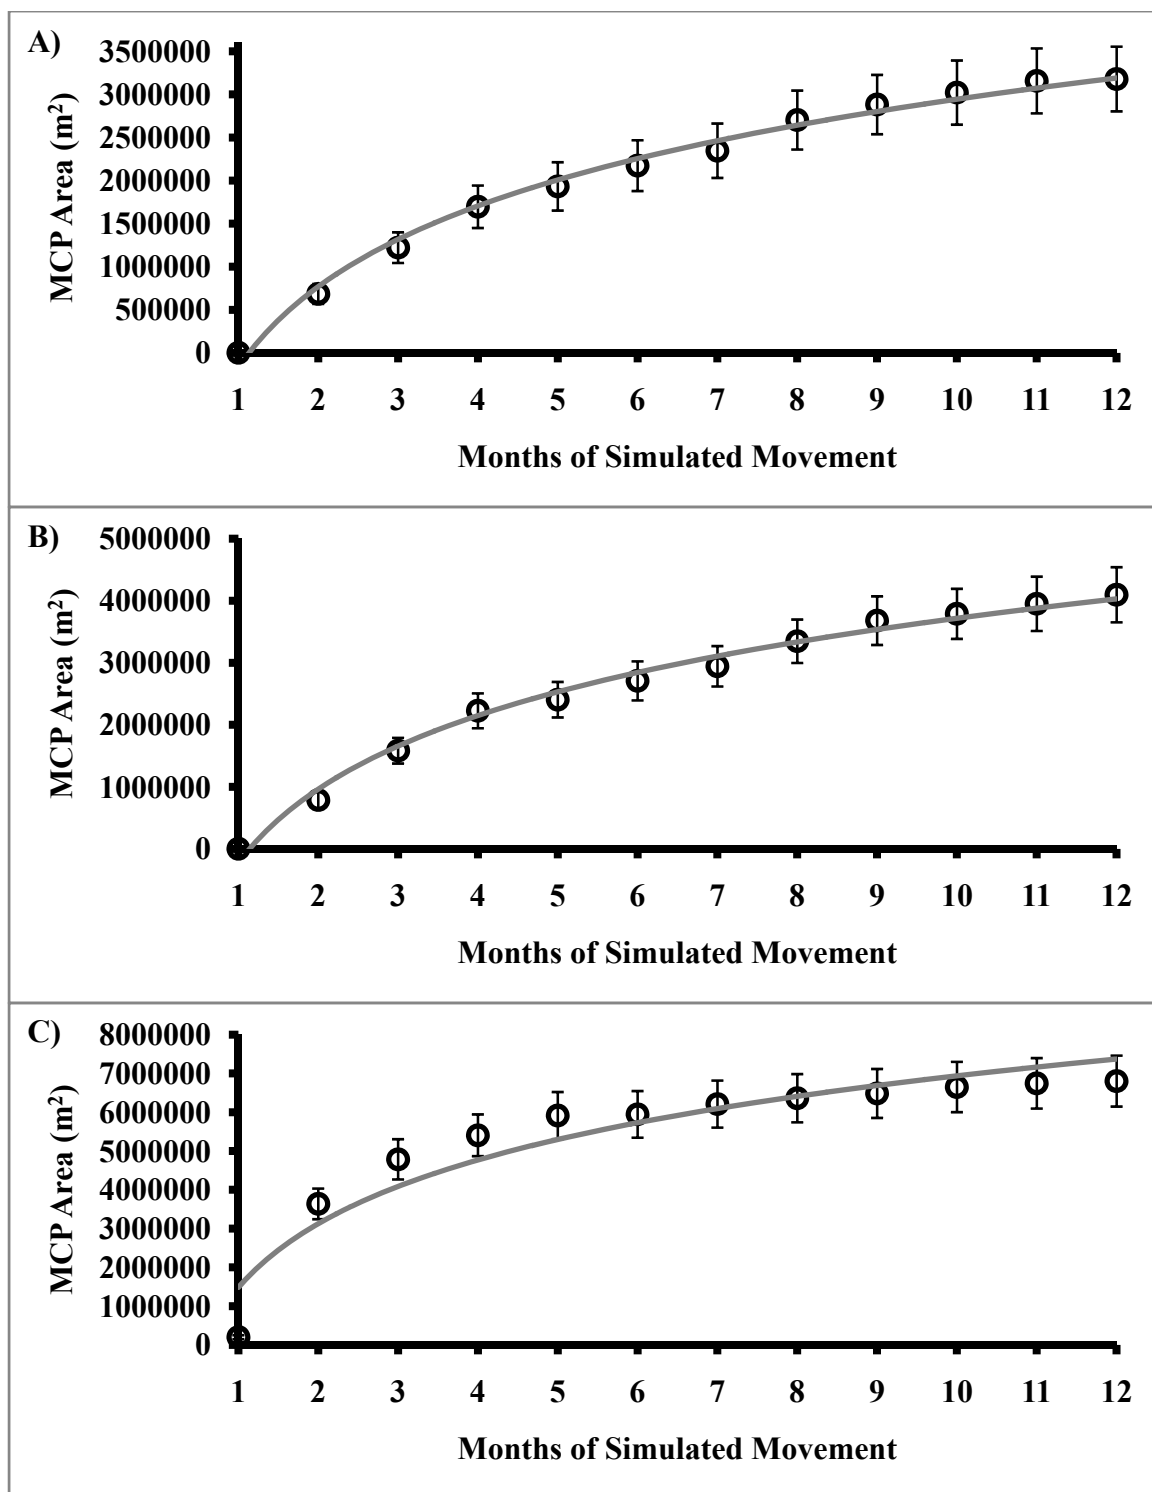 A)
MCP Area (m²)
3500000
3000000
2500000
2000000
1500000
1000000
500000
0
1 2 3 4 5 6 7 8 9 10 11 12
Months of Simulated Movement
B)
MCP Area (m²)
5000000
4000000
3000000
2000000
1000000
0
1 2 3 4 5 6 7 8 9 10 11 12
Months of Simulated Movement
C)
MCP Area (m²)
8000000
7000000
6000000
5000000
4000000
3000000
2000000
1000000
0
1 2 3 4 5 6 7 8 9 10 11 12
Months of Simulated Movement